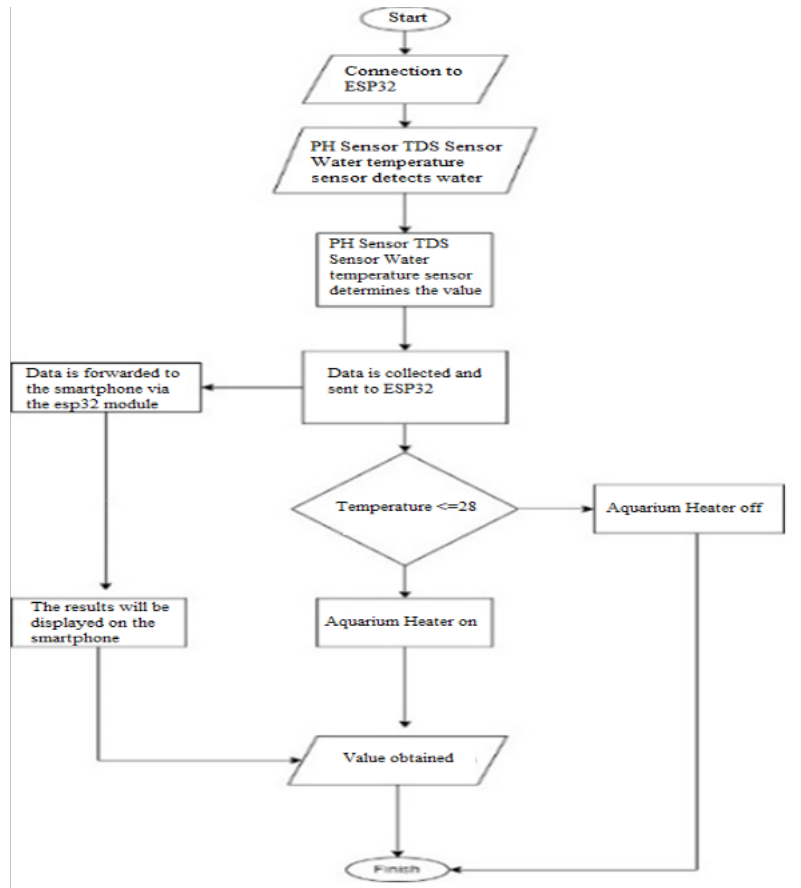 Start
Connection to
ESP32
PH Sensor TDS Sensor
Water temperature
sensor detects water
PH Sensor TDS
Sensor Water
temperature sensor
determines the value
Data is collected and
sent to ESP32
Data is forwarded to
the smartphone via
the esp32 module
Temperature <=28
Aquarium Heater off
The results will be
displayed on the
smartphone
Aquarium Heater on
Value obtained
Finish